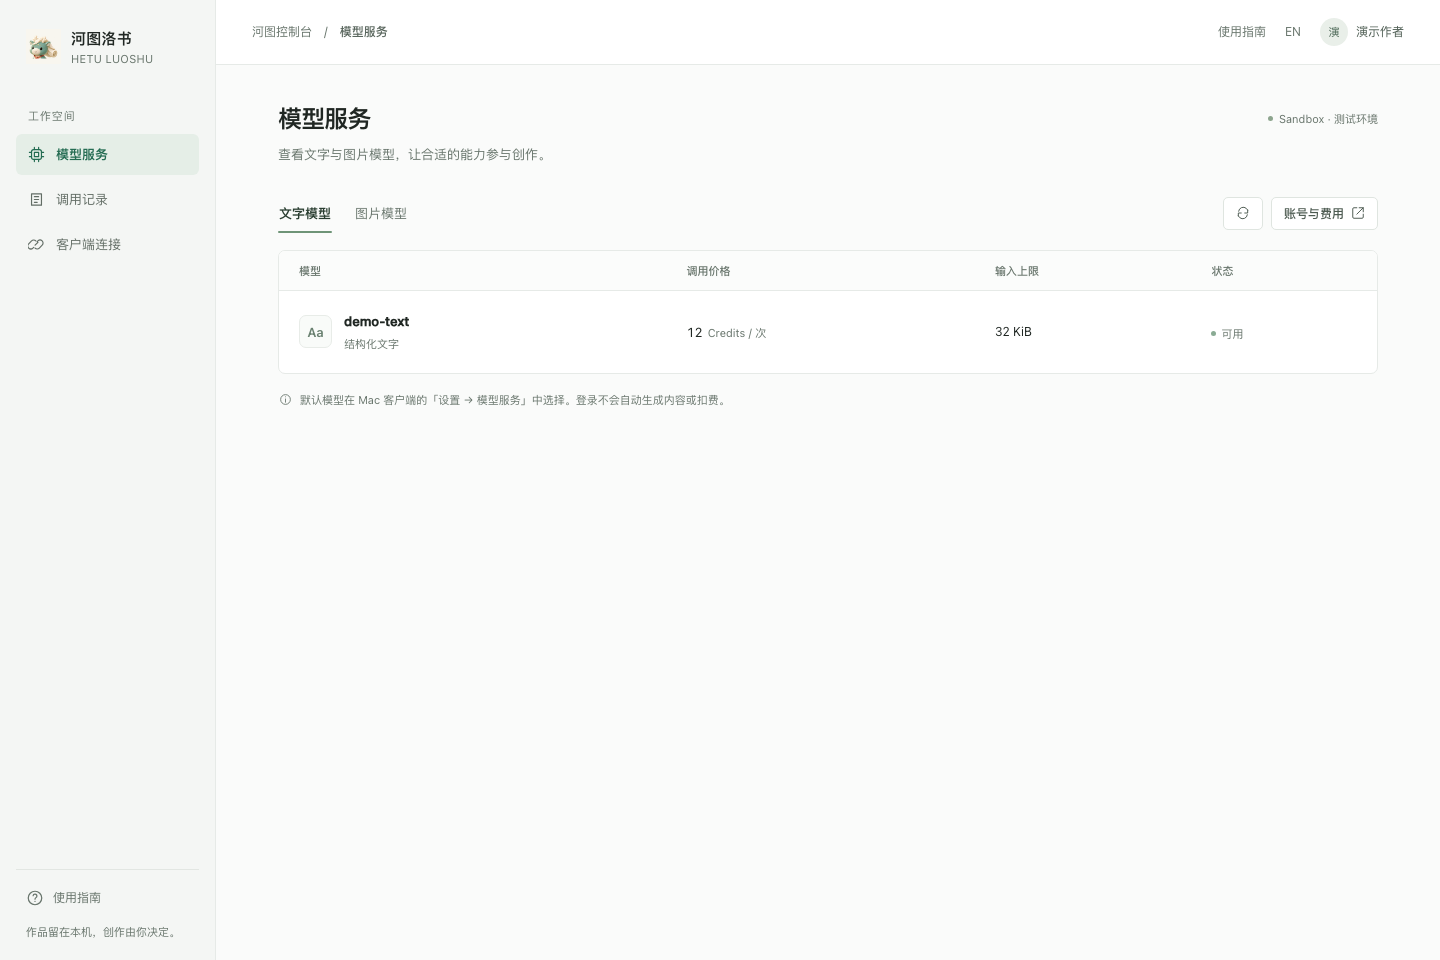 河图洛书
HETU LUOSHU
工作空间
模型服务
调用记录
客户端连接
使用指南
作品留在本机，创作由你决定。
河图控制台 / 模型服务
使用指南 EN 演 演示作者
模型服务
Sandbox · 测试环境
查看文字与图片模型，让合适的能力参与创作。
文字模型 图片模型
账号与费用
模型 调用价格 输入上限 状态
Aa demo-text 12 Credits / 次 32 KiB 可用
结构化文字
默认模型在 Mac 客户端的「设置 → 模型服务」中选择。登录不会自动生成内容或扣费。